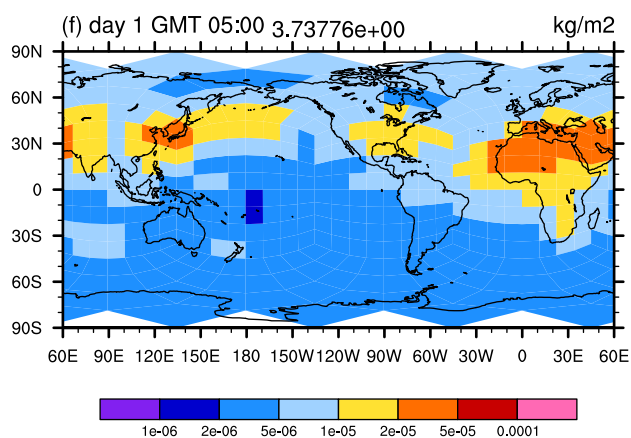 (f) day 1 GMT 05:00 3.73776e+00 kg/m2
90N
60N
30N
0
30S
60S
90S
60E 90E 120E 150E 180 150W 120W 90W 60W 30W 0 30E 60E
1e-06 2e-06 5e-06 1e-05 2e-05 5e-05 0.0001